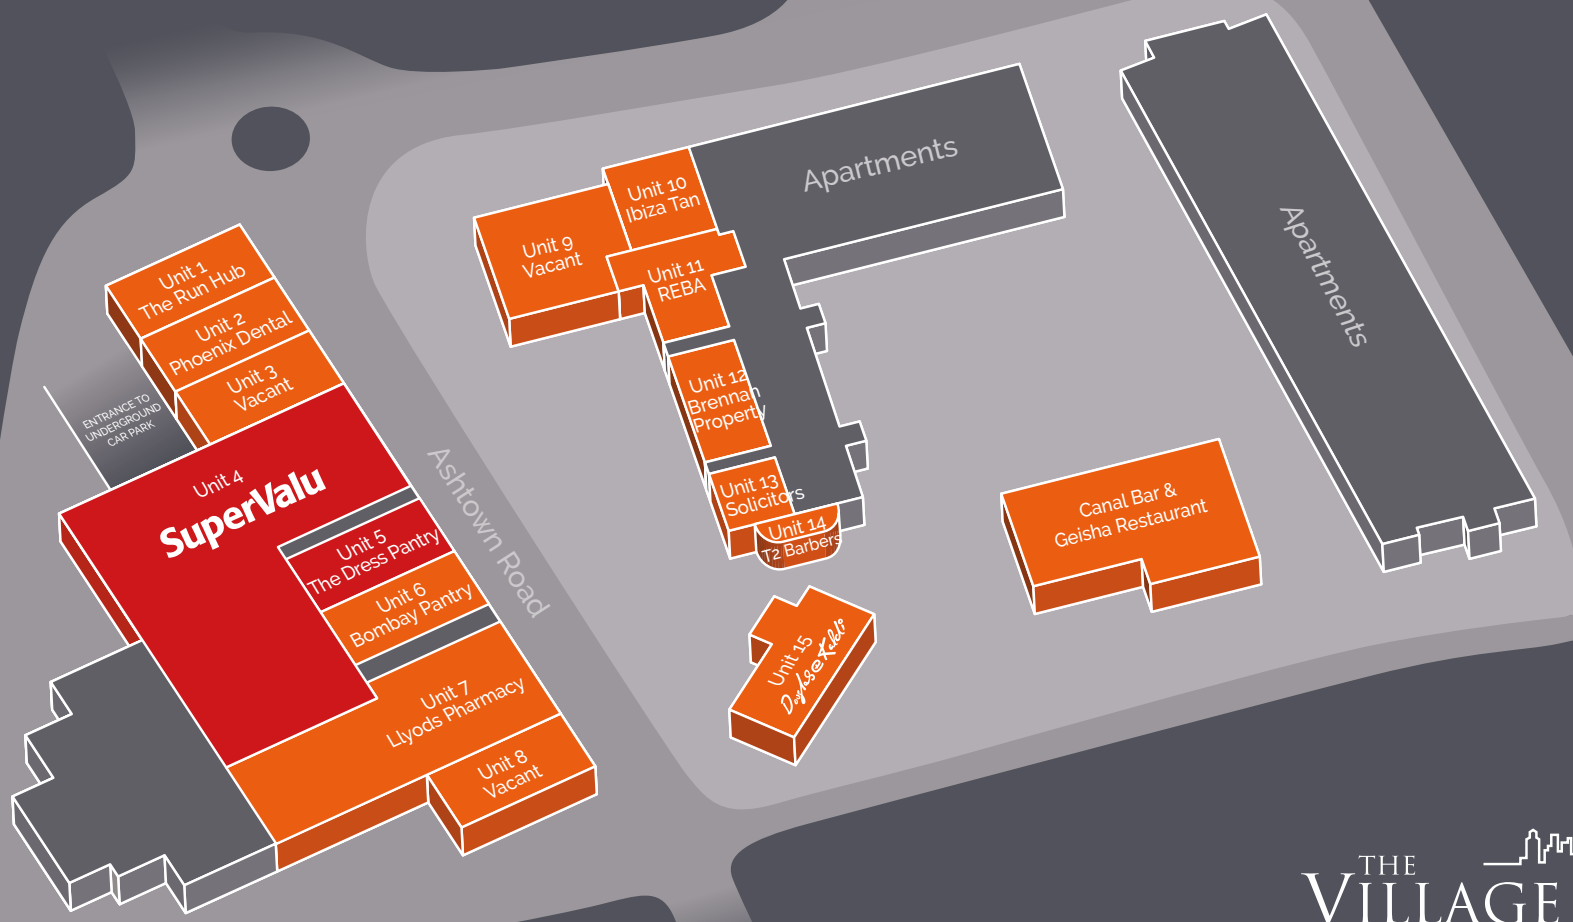 Unit 1
The Run Hub
Unit 2
Phoenix Dental
Unit 3
Vacant
ENTRANCE TO
UNDERGROUND
CAR PARK
Unit 4
SuperValu
Unit 5
The Dress Pantry
Unit 6
Bombay Pantry
Unit 7
Llyods Pharmacy
Unit 8
Vacant
Ashtown Road
Unit 9
Vacant
Unit 10
Ibiza Tan
Unit 11
REBA
Unit 12
Brennan
Property
Unit 13
Solicitors
Unit 14
T2 Barbers
Unit 15
Apartments
Apartments
Canal Bar &
Geisha Restaurant
THE
VILLAGE